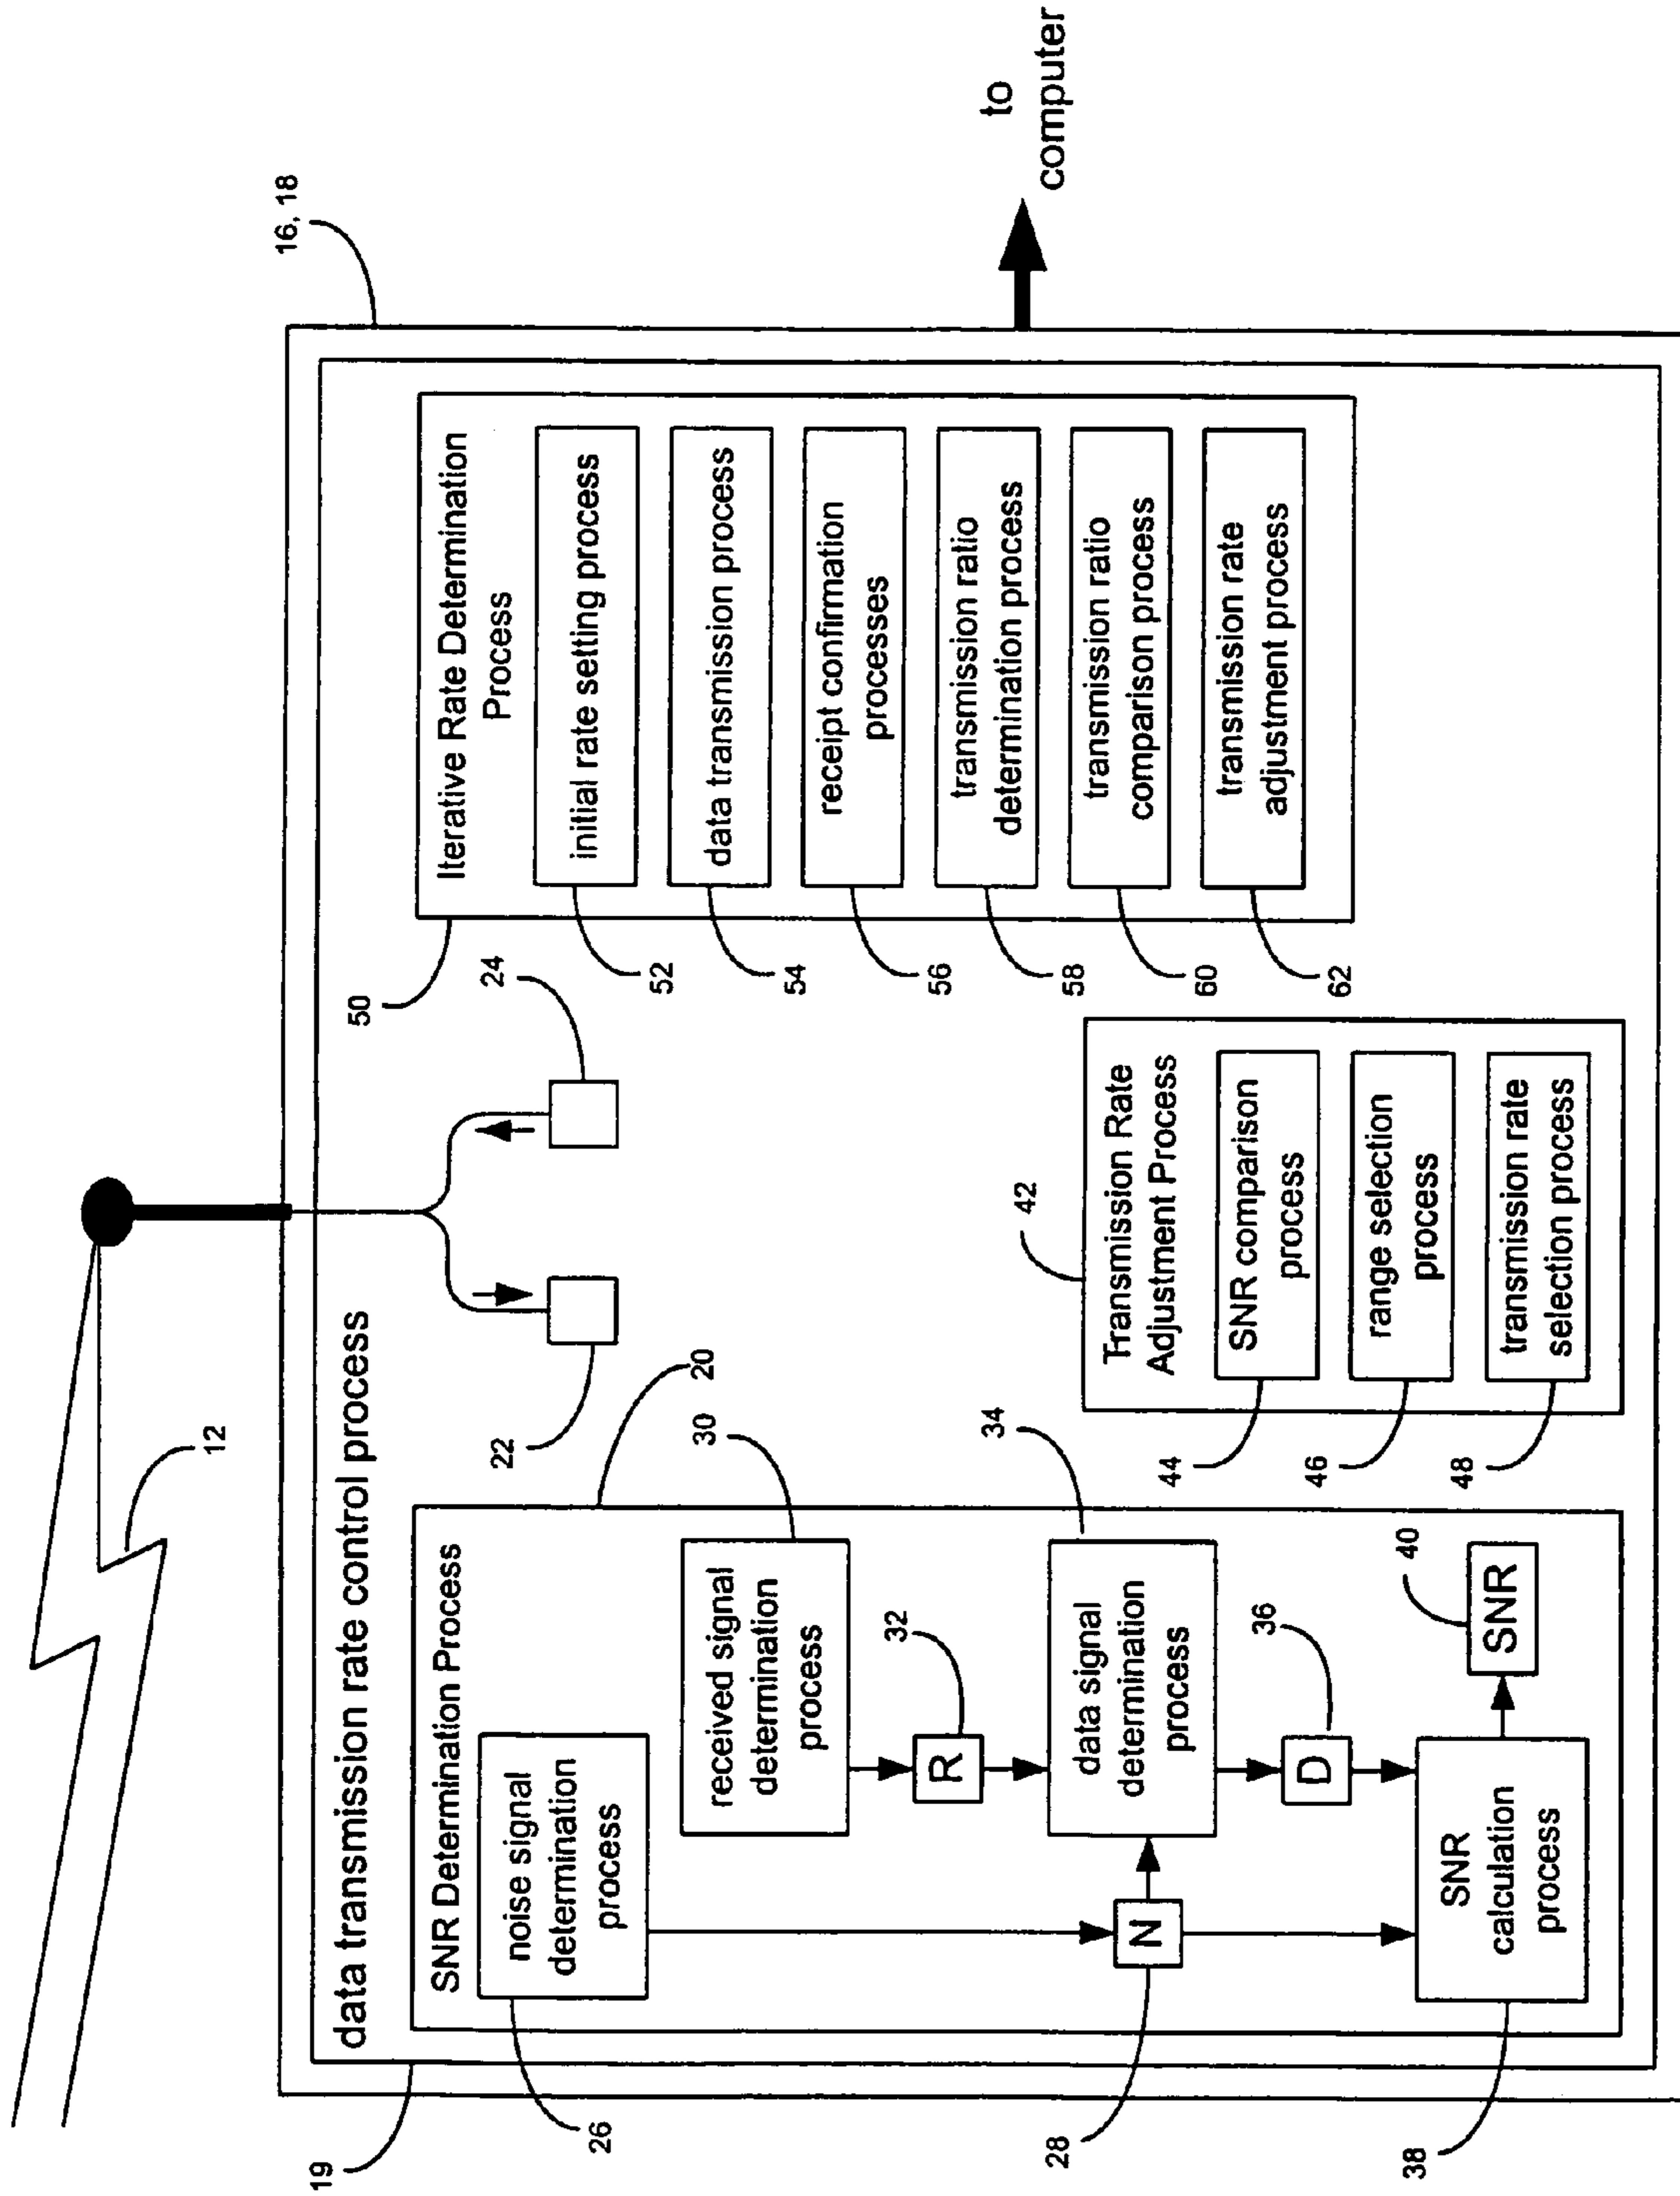 12
16, 18
to
computer
19
data transmission rate control process
20
SNR Determination Process
26
noise signal
determination
process
30
received signal
determination
process
32
R
28
N
34
data signal
determination
process
36
D
38
SNR
calculation
process
40
SNR
22
24
42
Transmission Rate
Adjustment Process
44
SNR comparison
process
46
range selection
process
48
transmission rate
selection process
50
Iterative Rate Determination
Process
52
initial rate setting process
54
data transmission process
56
receipt confirmation
processes
58
transmission ratio
determination process
60
transmission ratio
comparison process
62
transmission rate
adjustment process